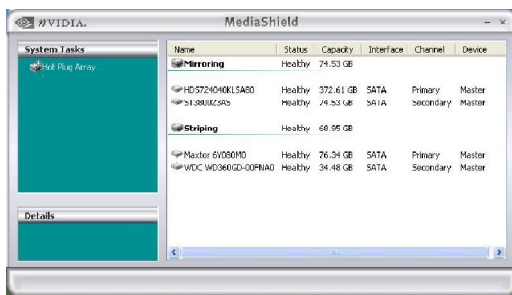 NVIDIA. MediaShield
System Tasks
Hot Plug Array
Details
Name Status Capacity Interface Channel Device
Mirroring Healthy 74.53 GB
HDS724040KLSA80 Healthy 372.61 GB SATA Primary Master
ST380023AS Healthy 74.53 GB SATA Secondary Master
Striping Healthy 68.95 GB
Maxtor 6V080M0 Healthy 76.34 GB SATA Primary Master
WDC WD360GD-00FNA0 Healthy 34.48 GB SATA Secondary Master